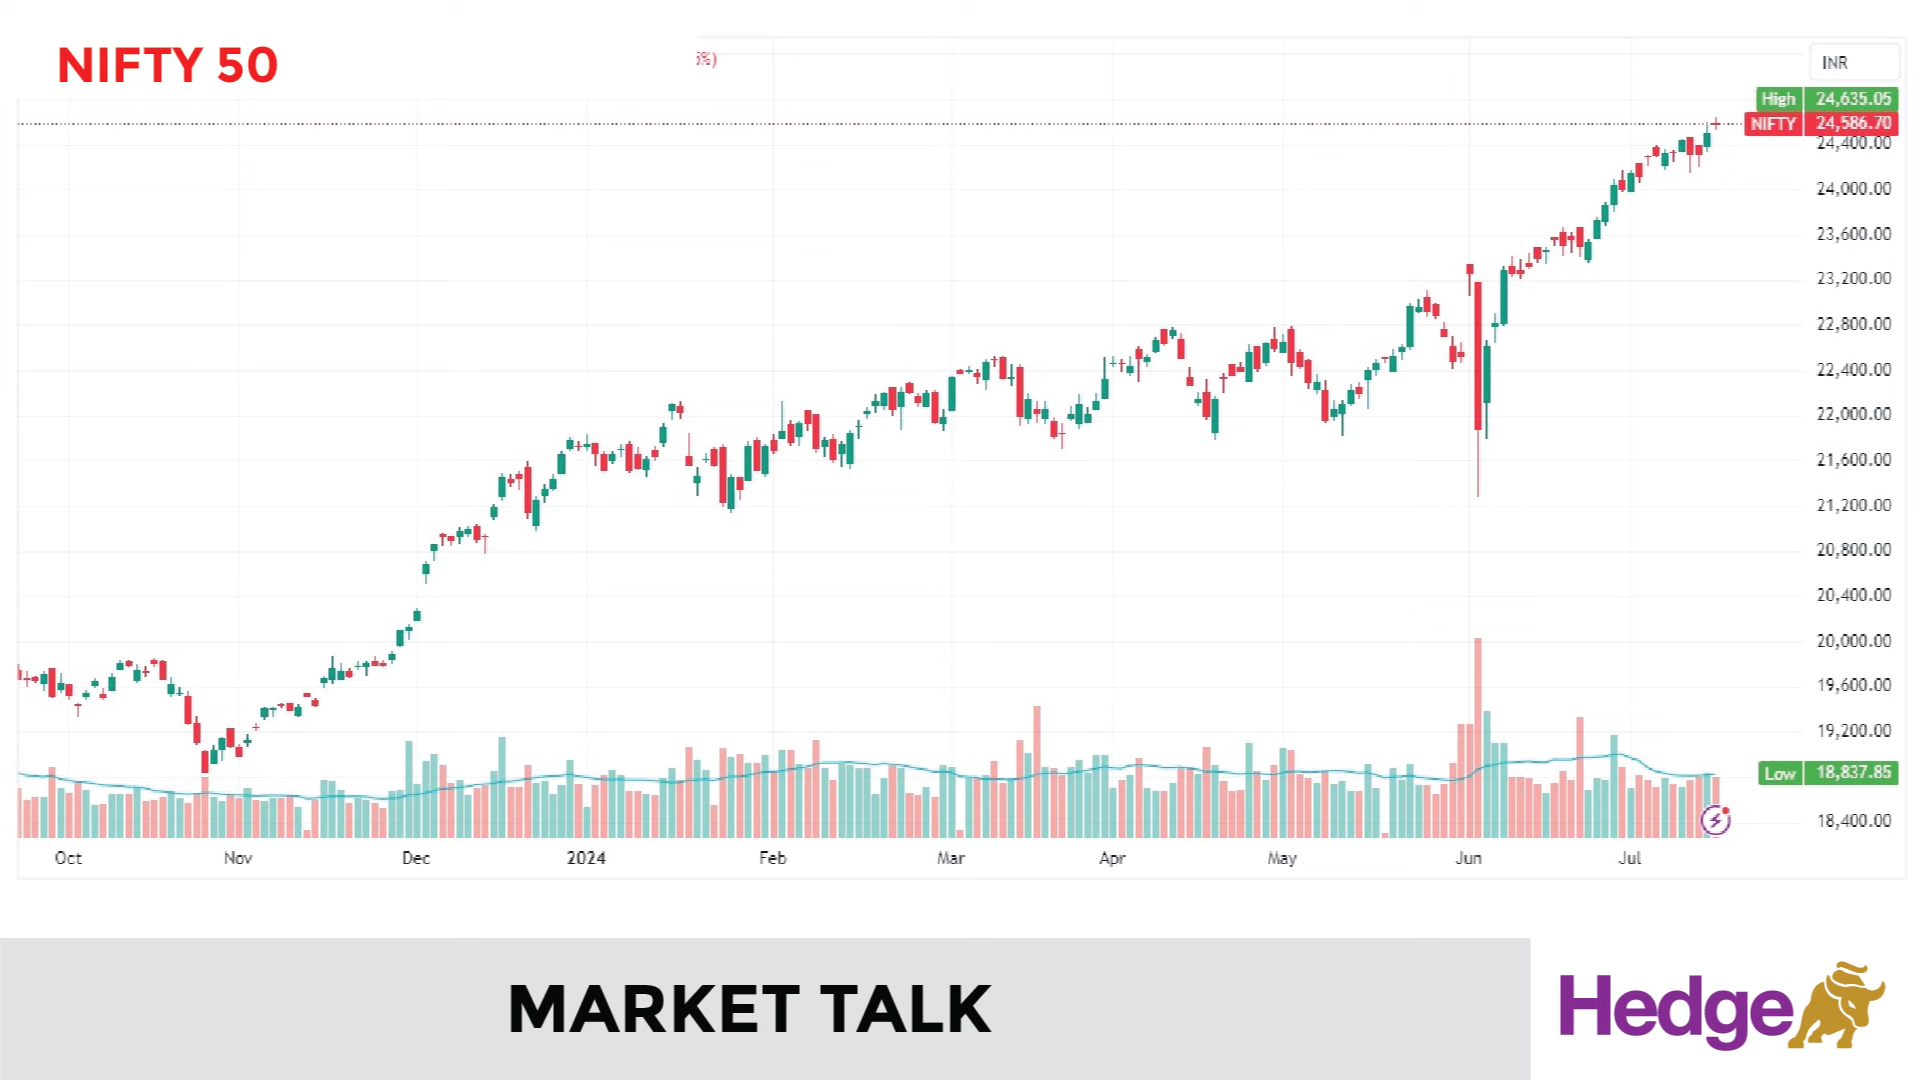 NIFTY 50
%)
INR
High 24,635.05
NIFTY 24,586.70
24,400.00
24,000.00
23,600.00
23,200.00
22,800.00
22,400.00
22,000.00
21,600.00
21,200.00
20,800.00
20,400.00
20,000.00
19,600.00
19,200.00
Low 18,837.85
18,400.00
Oct Nov Dec 2024 Feb Mar Apr May Jun Jul
MARKET TALK
Hedge